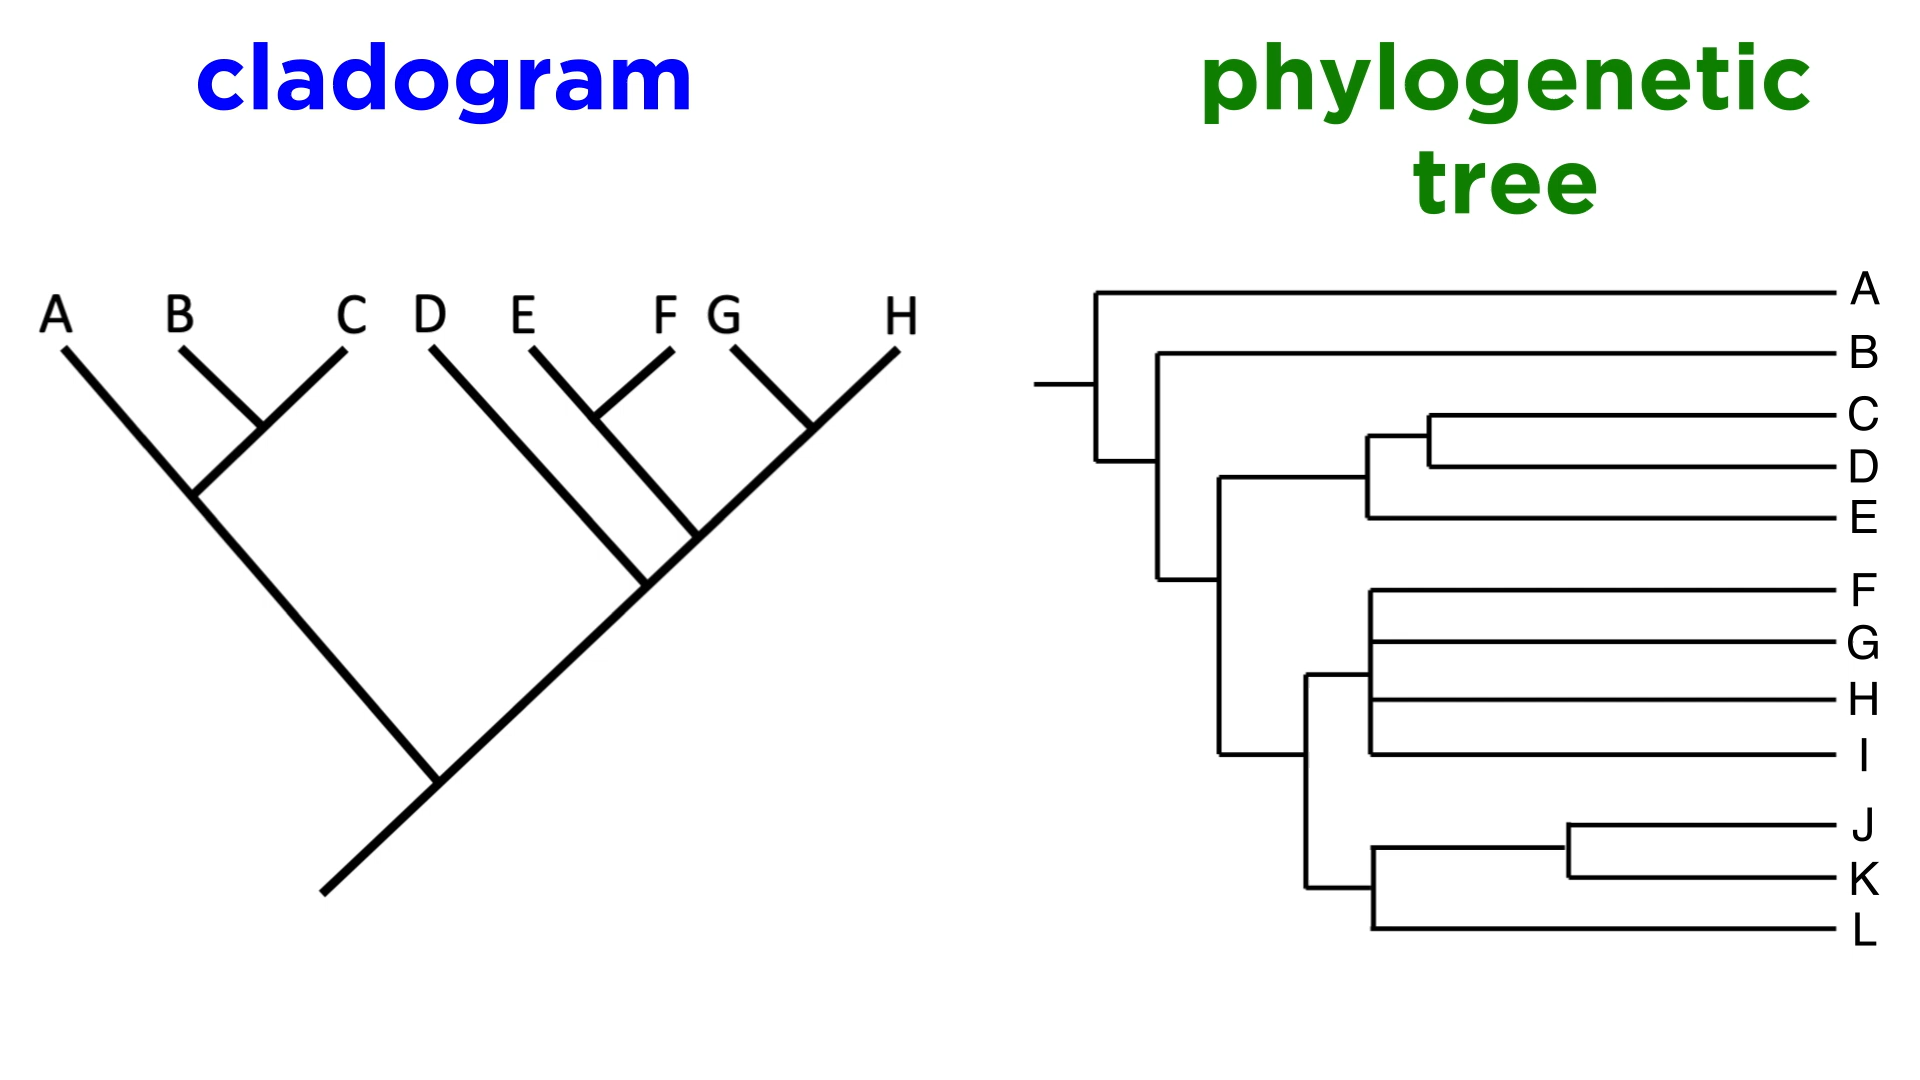 cladogram
A B C D E F G H
phylogenetic
tree
A
B
C
D
E
F
G
H
I
J
K
L